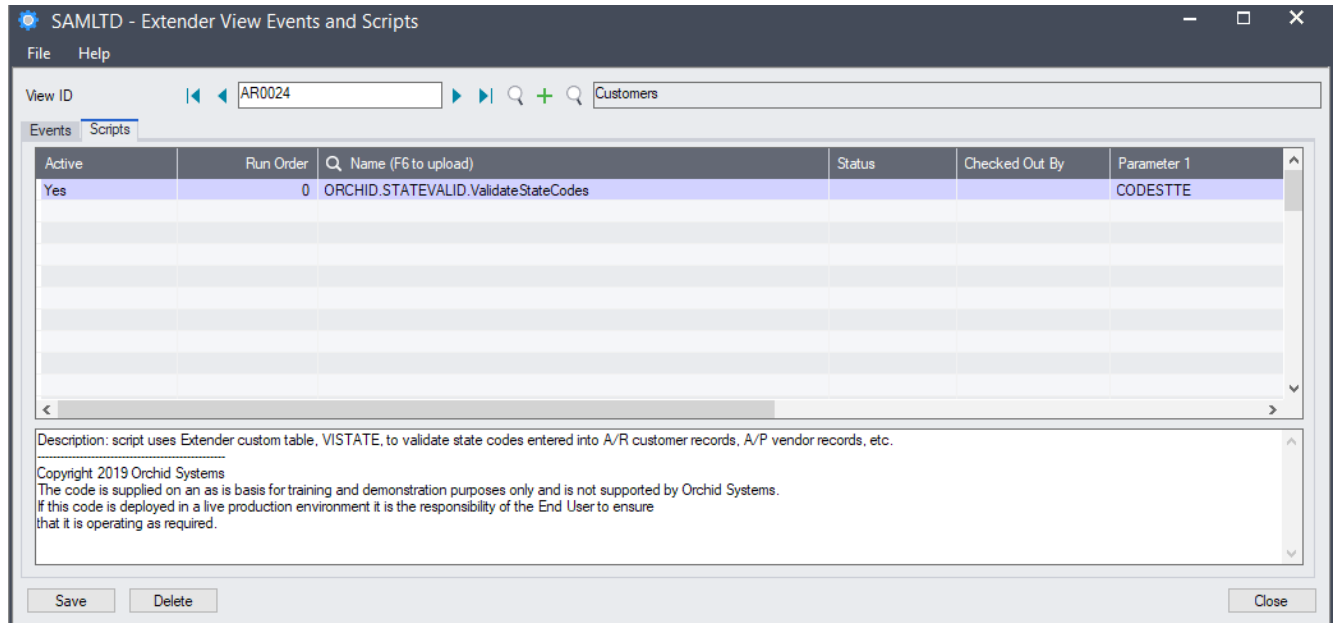 SAMLTD - Extender View Events and Scripts
File Help
View ID AR0024 Customers
Events Scripts
Active Run Order Name (F6 to upload) Status Checked Out By Parameter 1
Yes 0 ORCHID.STATEVALID.ValidateStateCodes CODESTTE
Description: script uses Extender custom table, VISTATE, to validate state codes entered into A/R customer records, A/P vendor records, etc.
--------------------------------------------------
Copyright 2019 Orchid Systems
The code is supplied on an as is basis for training and demonstration purposes only and is not supported by Orchid Systems.
If this code is deployed in a live production environment it is the responsibility of the End User to ensure
that it is operating as required.
Save Delete Close